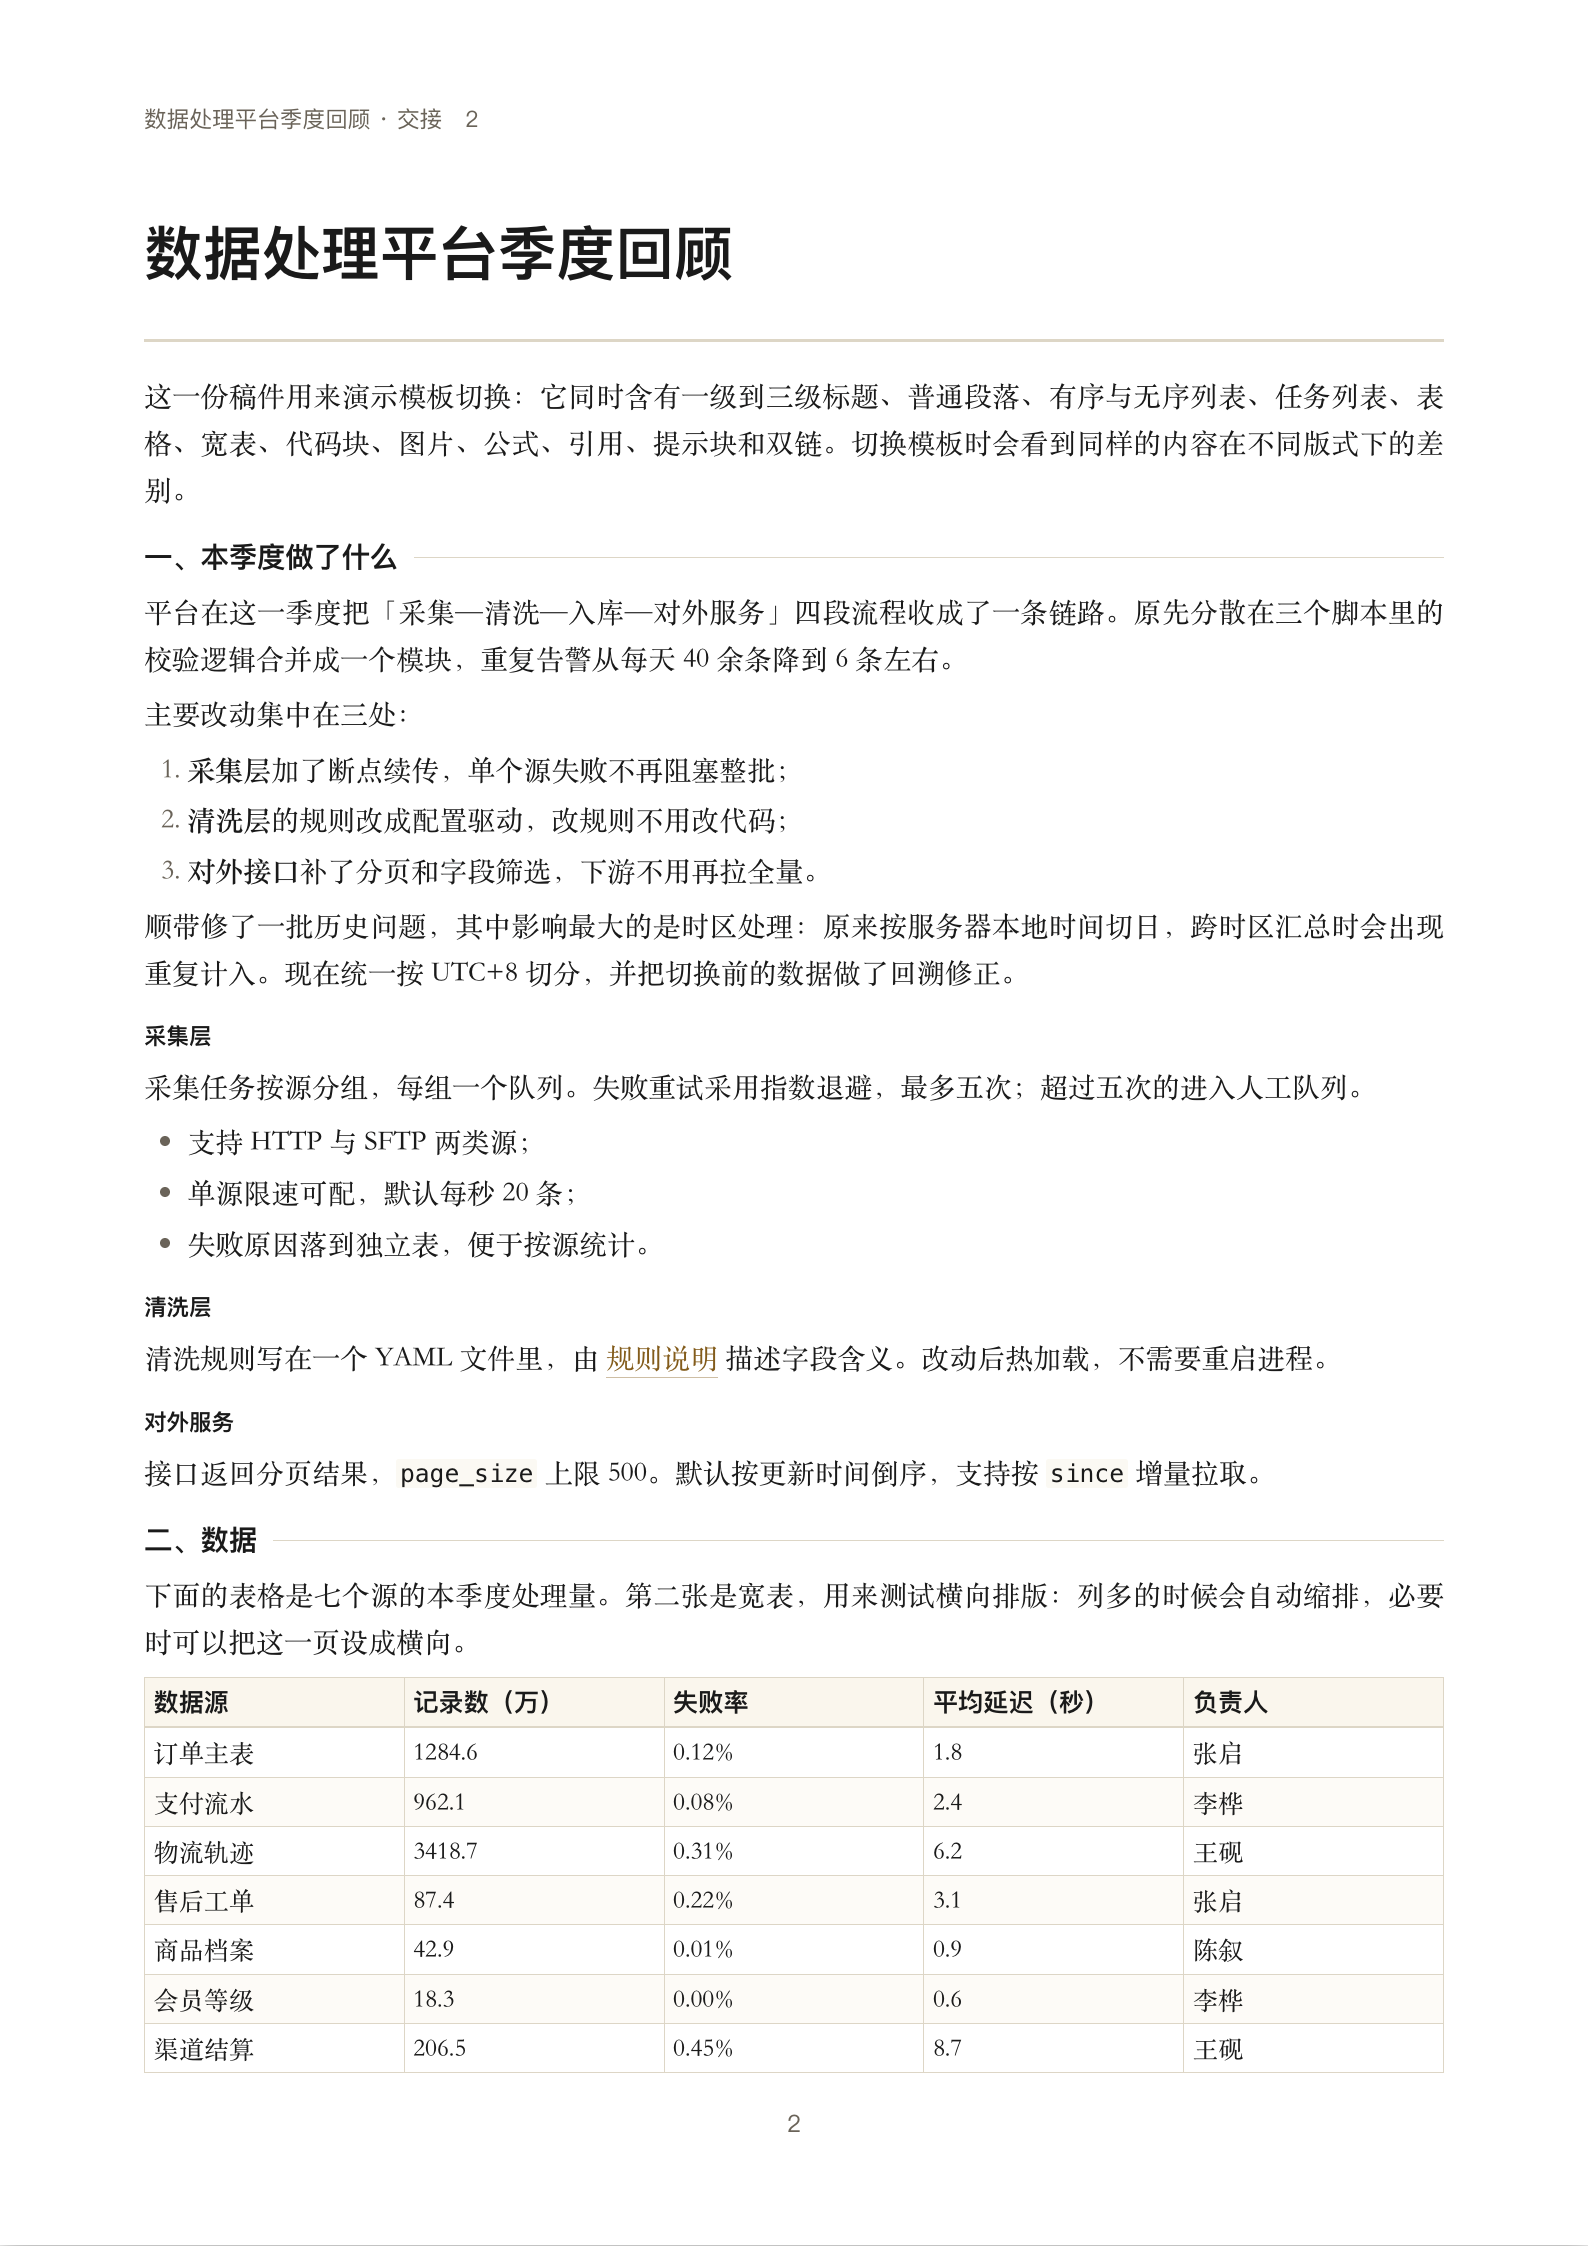 数据处理平台季度回顾 · 交接 2
数据处理平台季度回顾
这一份稿件用来演示模板切换：它同时含有一级到三级标题、普通段落、有序与无序列表、任务列表、表
格、宽表、代码块、图片、公式、引用、提示块和双链。切换模板时会看到同样的内容在不同版式下的差
别。
一、本季度做了什么
平台在这一季度把「采集—清洗—入库—对外服务」四段流程收成了一条链路。原先分散在三个脚本里的
校验逻辑合并成一个模块，重复告警从每天 40 余条降到 6 条左右。
主要改动集中在三处：
1. 采集层加了断点续传，单个源失败不再阻塞整批；
2. 清洗层的规则改成配置驱动，改规则不用改代码；
3. 对外接口补了分页和字段筛选，下游不用再拉全量。
顺带修了一批历史问题，其中影响最大的是时区处理：原来按服务器本地时间切日，跨时区汇总时会出现
重复计入。现在统一按 UTC+8 切分，并把切换前的数据做了回溯修正。
采集层
采集任务按源分组，每组一个队列。失败重试采用指数退避，最多五次；超过五次的进入人工队列。
• 支持 HTTP 与 SFTP 两类源；
• 单源限速可配，默认每秒 20 条；
• 失败原因落到独立表，便于按源统计。
清洗层
清洗规则写在一个 YAML 文件里，由 规则说明 描述字段含义。改动后热加载，不需要重启进程。
对外服务
接口返回分页结果，page_size 上限 500。默认按更新时间倒序，支持按 since 增量拉取。
二、数据
下面的表格是七个源的本季度处理量。第二张是宽表，用来测试横向排版：列多的时候会自动缩排，必要
时可以把这一页设成横向。
数据源 记录数（万） 失败率 平均延迟（秒） 负责人
订单主表 1284.6 0.12% 1.8 张启
支付流水 962.1 0.08% 2.4 李桦
物流轨迹 3418.7 0.31% 6.2 王砚
售后工单 87.4 0.22% 3.1 张启
商品档案 42.9 0.01% 0.9 陈叙
会员等级 18.3 0.00% 0.6 李桦
渠道结算 206.5 0.45% 8.7 王砚
2